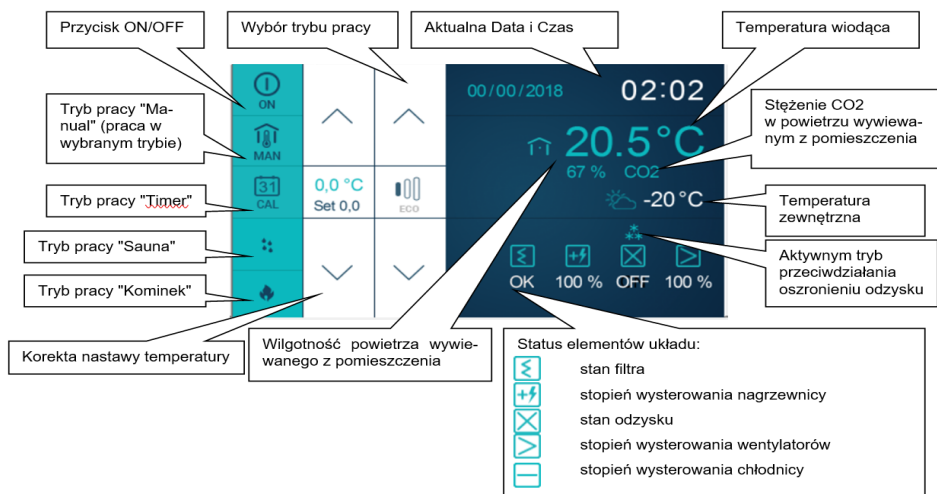 Przycisk ON/OFF
Wybór trybu pracy
Aktualna Data i Czas
Temperatura wiodąca
Tryb pracy "Ma-
nual" (praca w
wybranym trybie)
Tryb pracy "Timer"
Tryb pracy "Sauna"
Tryb pracy "Kominek"
Korekta nastawy temperatury
ON
MAN
31
CAL
0,0 °C
Set 0,0
ECO
00/00/2018
02:02
20.5°C
67 % CO2
-20°C
OK 100 % OFF 100 %
Stężenie CO2
w powietrzu wywiewa-
nym z pomieszczenia
Temperatura
zewnętrzna
Aktywnym tryb
przeciwdziałania
oszronieniu odzysku
Wilgotność powietrza wywie-
wanego z pomieszczenia
Status elementów układu:
stan filtra
stopień wysterowania nagrzewnicy
stan odzysku
stopień wysterowania wentylatorów
stopień wysterowania chłodnicy